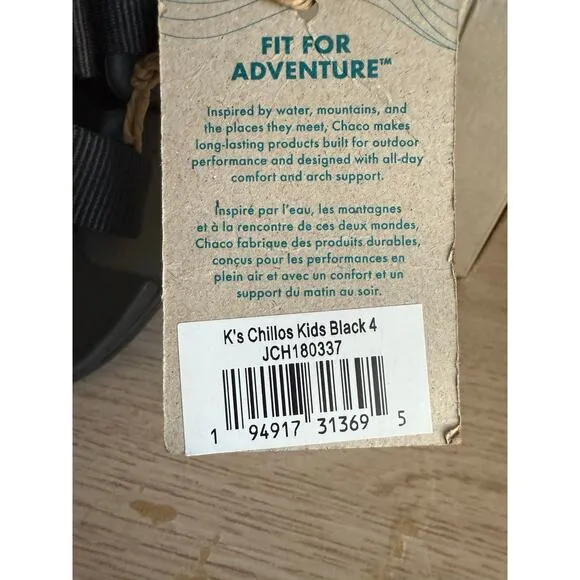 FIT FOR
ADVENTURE™
Inspired by water, mountains, and
the places they meet, Chaco makes
long-lasting products built for outdoor
performance and designed with all-day
comfort and arch support.
Inspiré par l'eau, les montagnes
et à la rencontre de ces deux mondes,
Chaco fabrique des produits durables,
conçus pour les performances en
plein air et avec un confort et un
support du matin au soir.
K's Chillos Kids Black 4
JCH180337
1 94917 31369 5